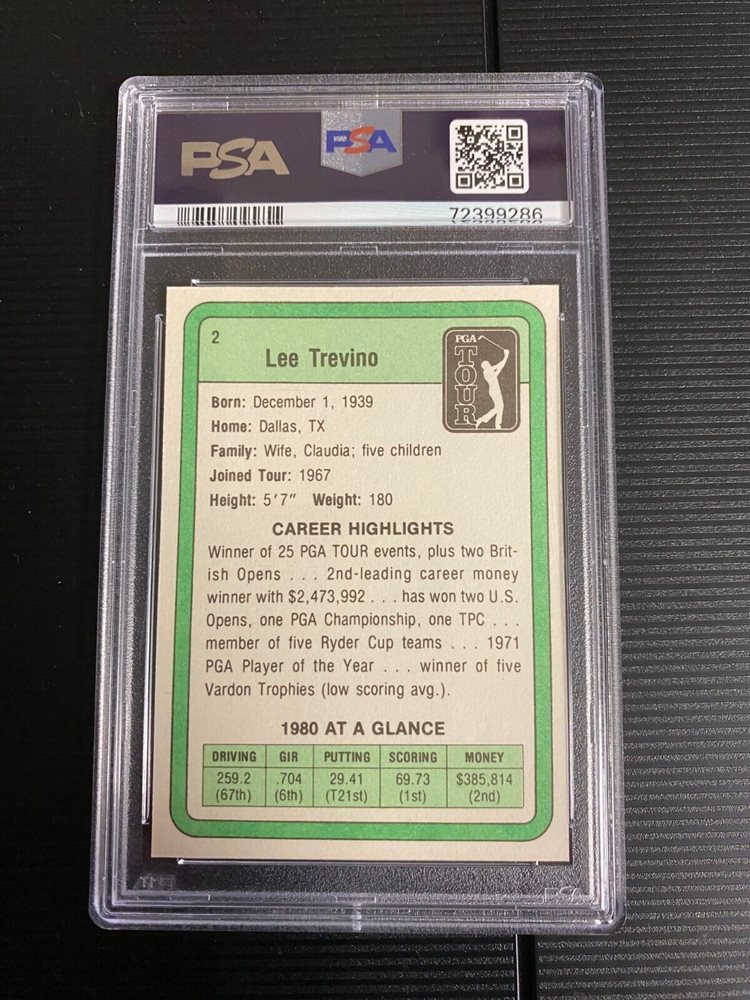 PSA PSA
72399286
2
Lee Trevino
PGA
TOUR
Born: December 1, 1939
Home: Dallas, TX
Family: Wife, Claudia; five children
Joined Tour: 1967
Height: 5'7" Weight: 180
CAREER HIGHLIGHTS
Winner of 25 PGA TOUR events, plus two Brit-
ish Opens . . . 2nd-leading career money
winner with $2,473,992 . . . has won two U.S.
Opens, one PGA Championship, one TPC . . .
member of five Ryder Cup teams . . . 1971
PGA Player of the Year . . . winner of five
Vardon Trophies (low scoring avg.).
1980 AT A GLANCE
DRIVING GIR PUTTING SCORING MONEY
259.2 .704 29.41 69.73 $385,814
(67th) (6th) (T21st) (1st) (2nd)
PSA